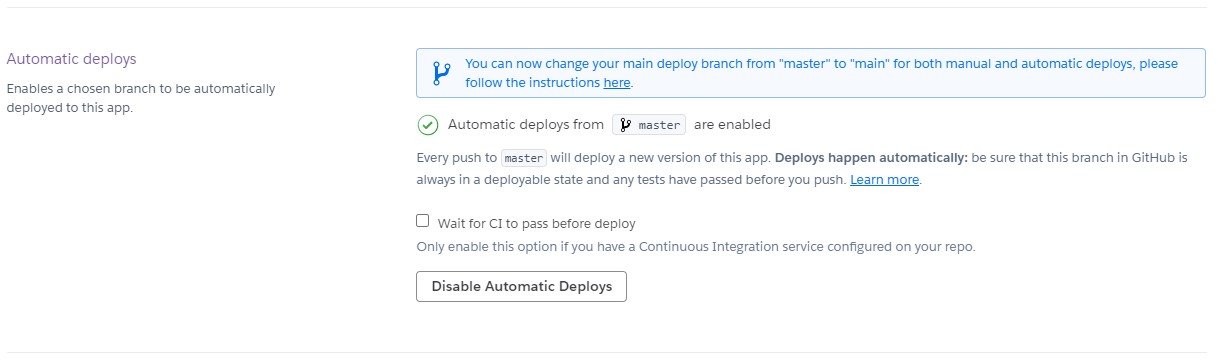 Automatic deploys
Enables a chosen branch to be automatically
deployed to this app.
You can now change your main deploy branch from "master" to "main" for both manual and automatic deploys, please
follow the instructions here.
Automatic deploys from master are enabled
Every push to master will deploy a new version of this app. Deploys happen automatically: be sure that this branch in GitHub is
always in a deployable state and any tests have passed before you push. Learn more.
Wait for CI to pass before deploy
Only enable this option if you have a Continuous Integration service configured on your repo.
Disable Automatic Deploys